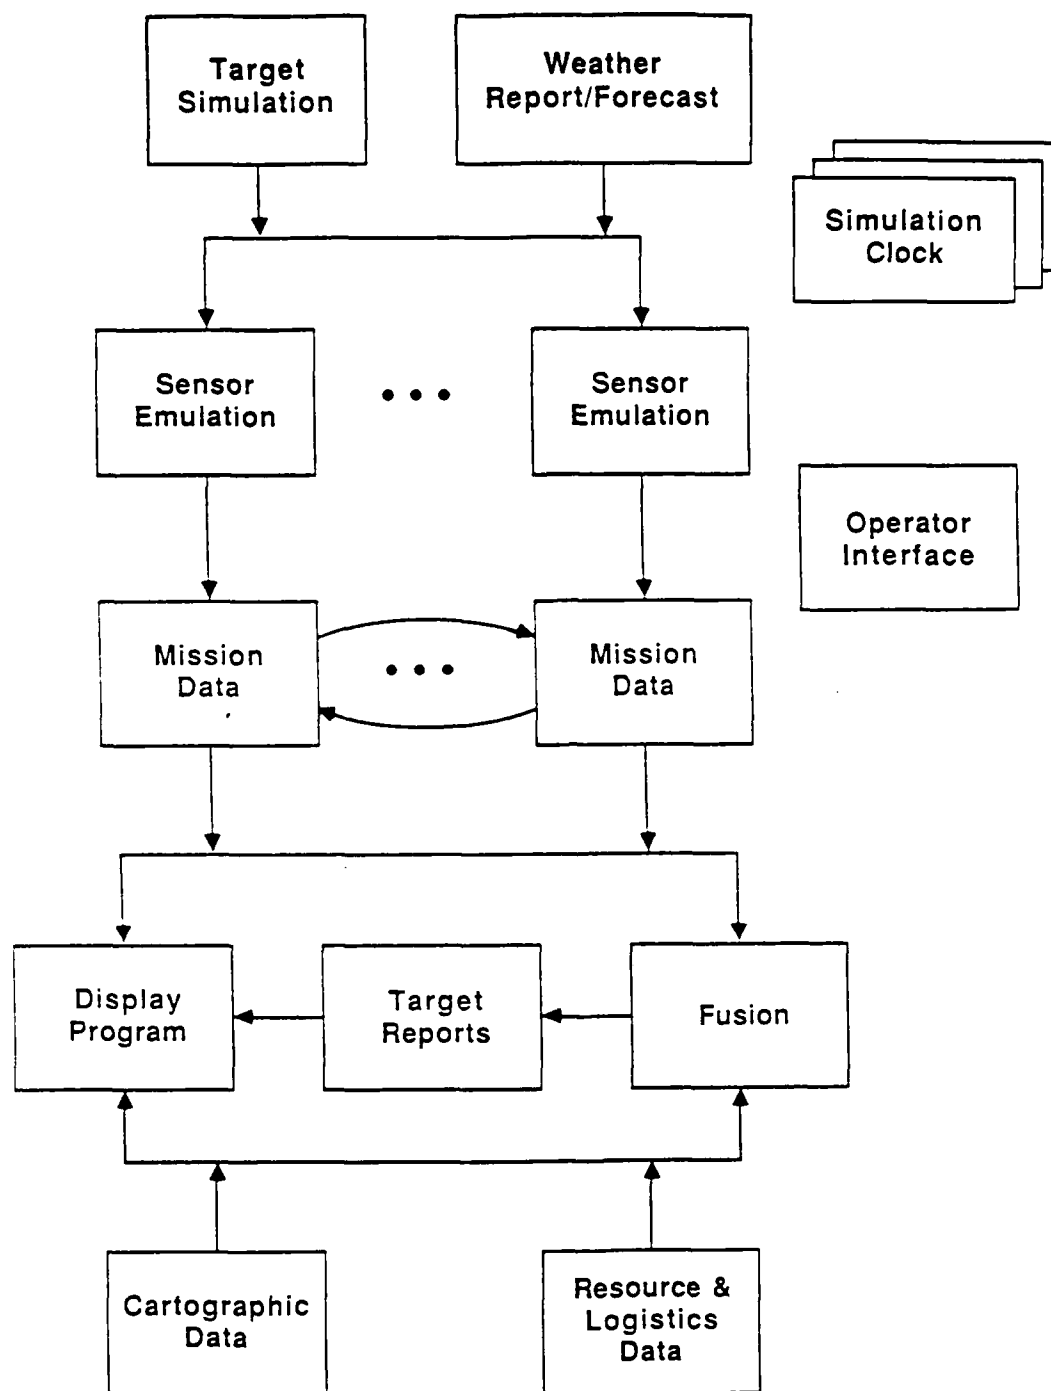 Target
Simulation
Weather
Report/Forecast
Simulation
Clock
Sensor
Emulation
Sensor
Emulation
Operator
Interface
Mission
Data
Mission
Data
Display
Program
Target
Reports
Fusion
Cartographic
Data
Resource &
Logistics
Data